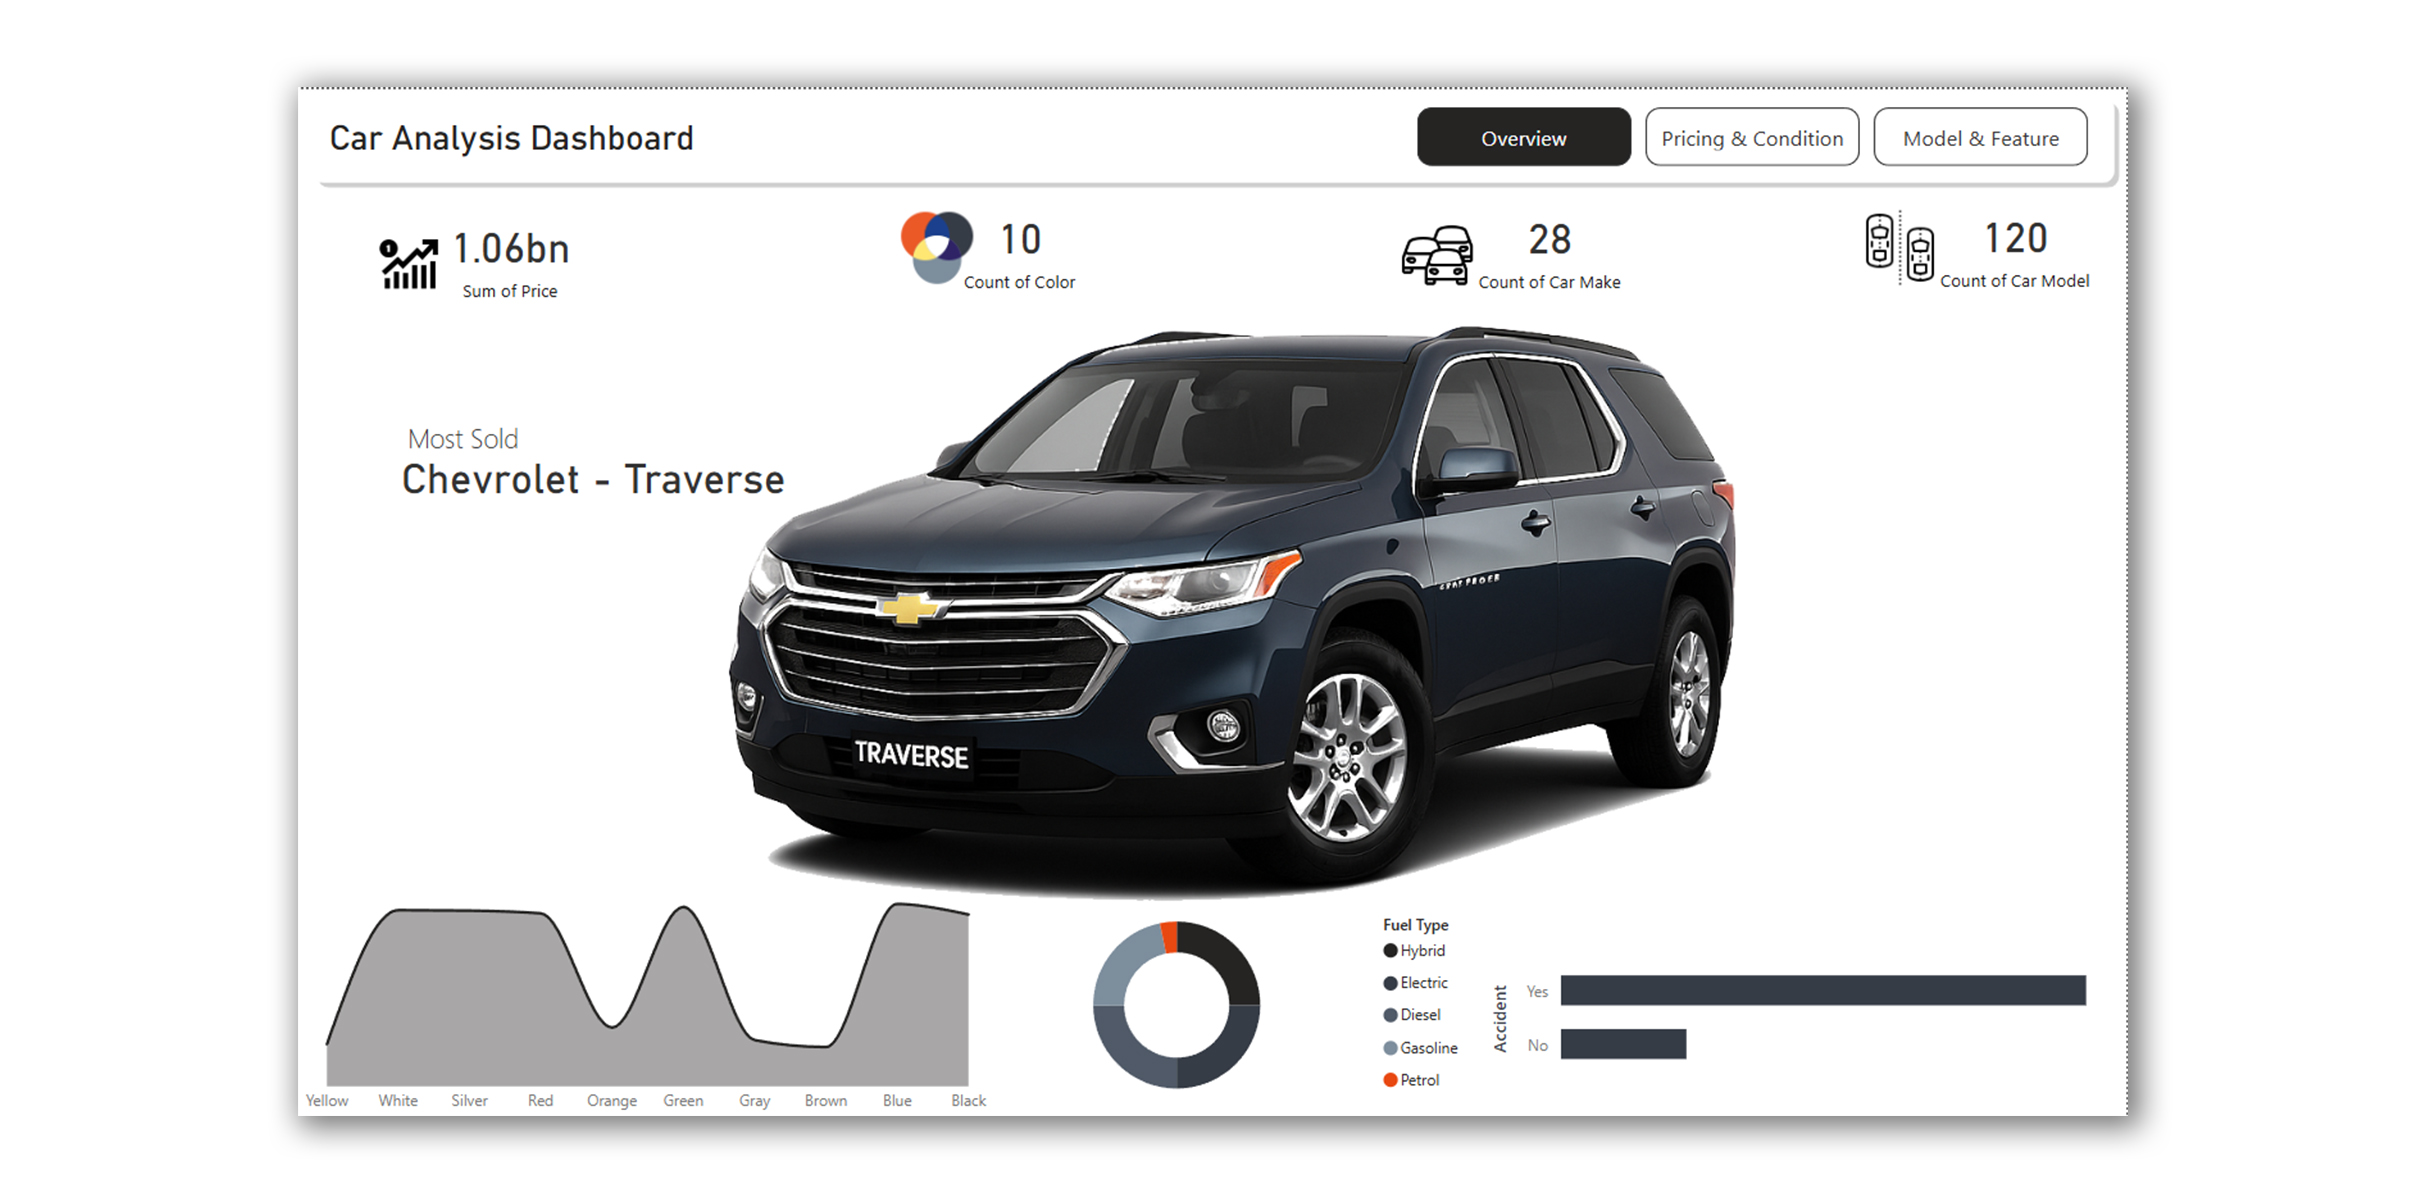 Car Analysis Dashboard
Overview
Pricing & Condition
Model & Feature
1.06bn
Sum of Price
10
Count of Color
28
Count of Car Make
120
Count of Car Model
Most Sold
Chevrolet - Traverse
TRAVERSE
Yellow White Silver Red Orange Green Gray Brown Blue Black
Fuel Type
Hybrid
Electric
Diesel
Gasoline
Petrol
Accident
Yes
No